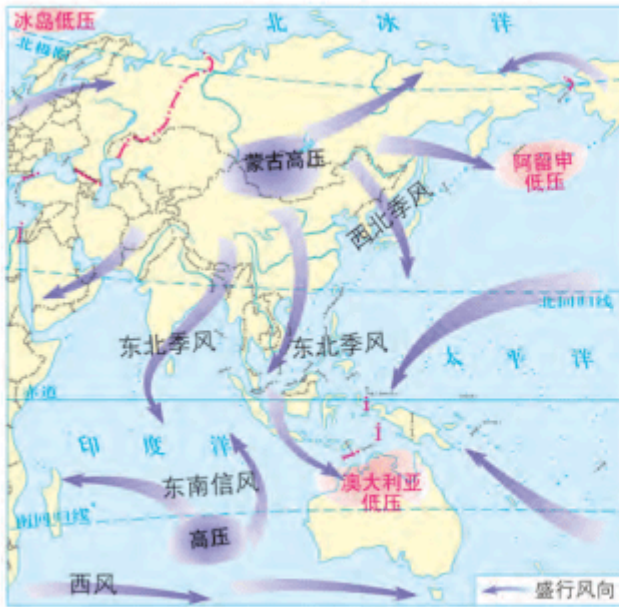 冰岛低压
北冰洋
北极圈
蒙古高压
阿留申
低压
西北季风
北回归线
东北季风
东北季风
太平洋
赤道
印度洋
东南信风
澳大利亚
低压
南回归线
高压
西风
盛行风向